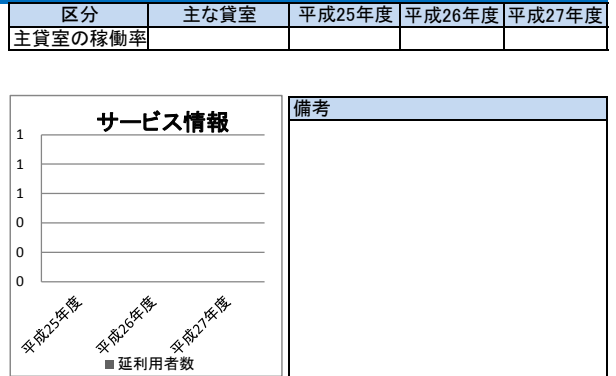 区分 主な貸室 平成25年度 平成26年度 平成27年度
主貸室の稼働率
サービス情報
1
1
1
0
0
0
平成25年度 平成26年度 平成27年度
■延利用者数
備考